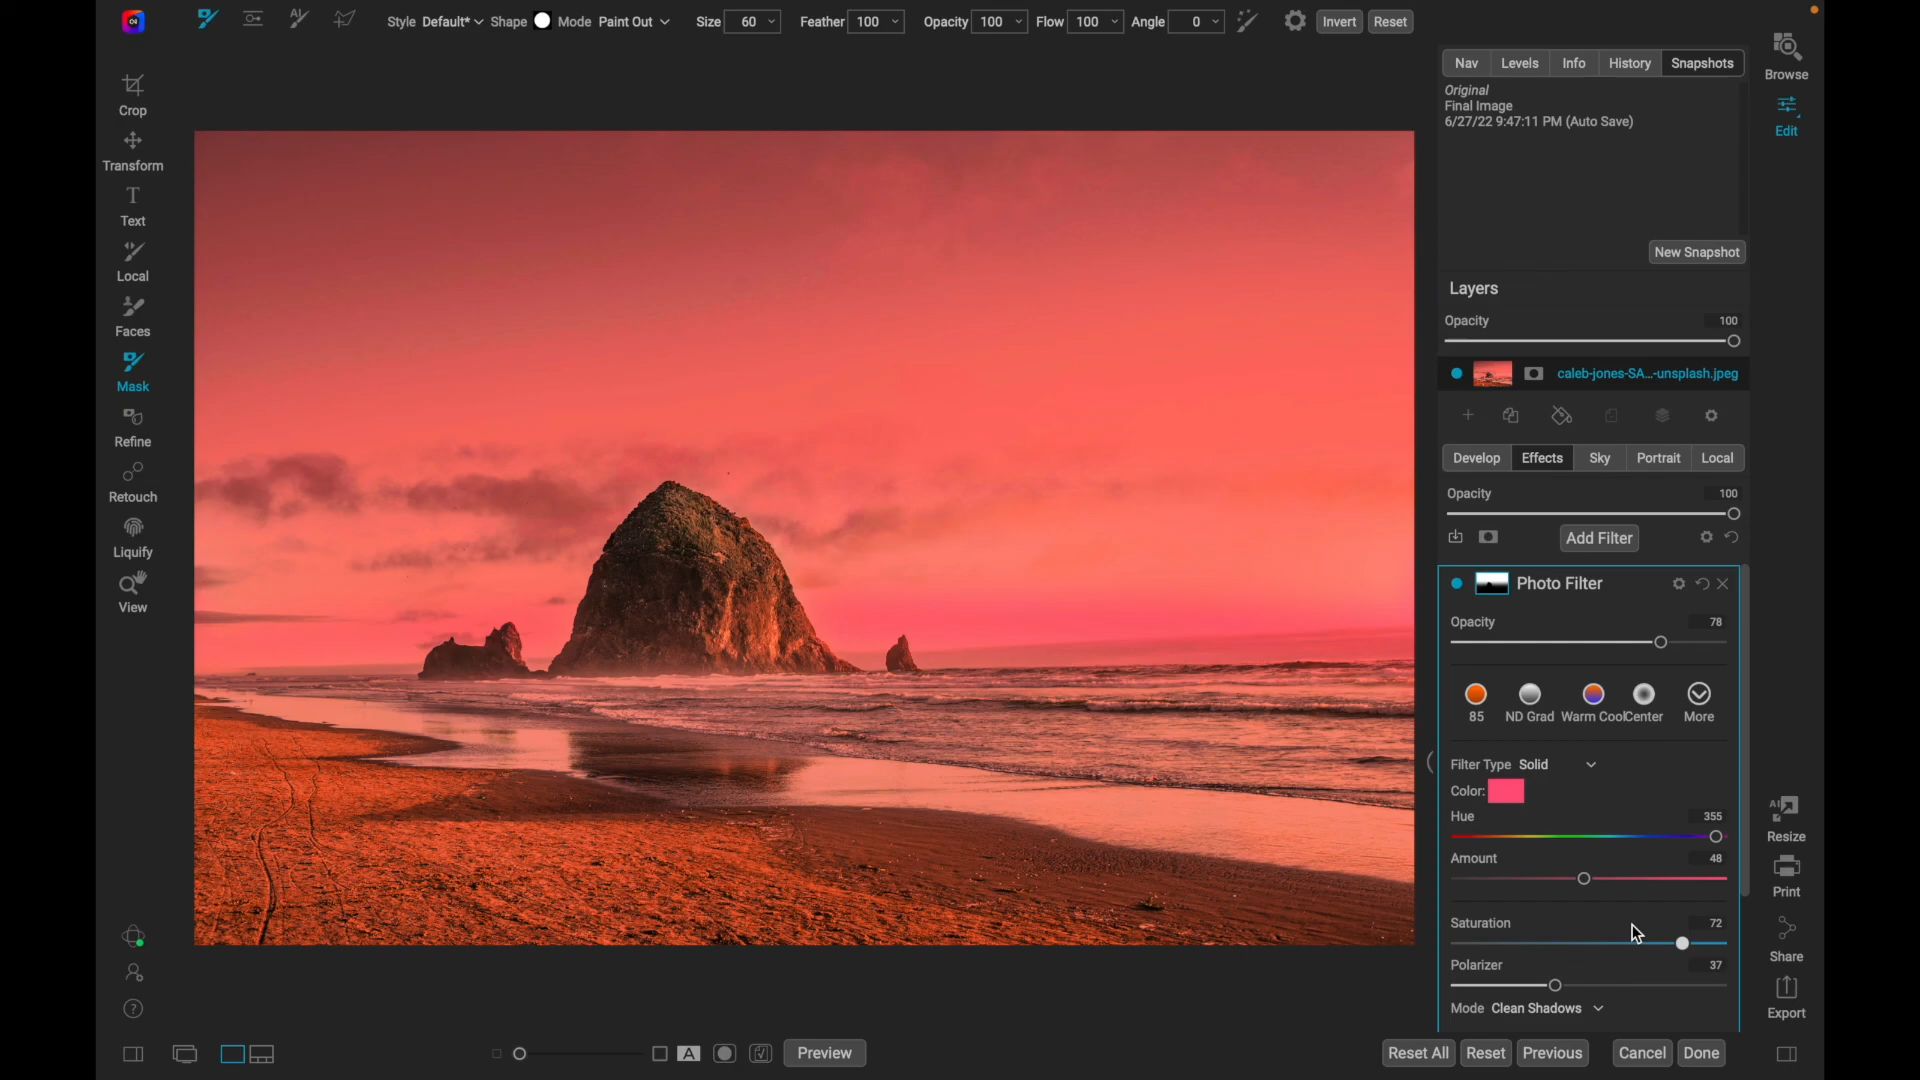 Style Default* Shape Mode Paint Out Size 60 Feather 100 Opacity 100 Flow 100 Angle 0 Invert Reset
Crop
Transform
Text
Local
Faces
Mask
Refine
Retouch
Liquify
View
Nav Levels Info History Snapshots
Original
Final Image
6/27/22 9:47:11 PM (Auto Save)
New Snapshot
Layers
Opacity 100
caleb-jones-SA...-unsplash.jpeg
Develop Effects Sky Portrait Local
Opacity 100
Add Filter
Photo Filter
Opacity 78
85 ND Grad Warm Cool Center More
Filter Type Solid
Color:
Hue 355
Amount 48
Saturation 72
Polarizer 37
Mode Clean Shadows
Browse
Edit
AI
Resize
Print
Share
Export
A Preview
Reset All Reset Previous Cancel Done